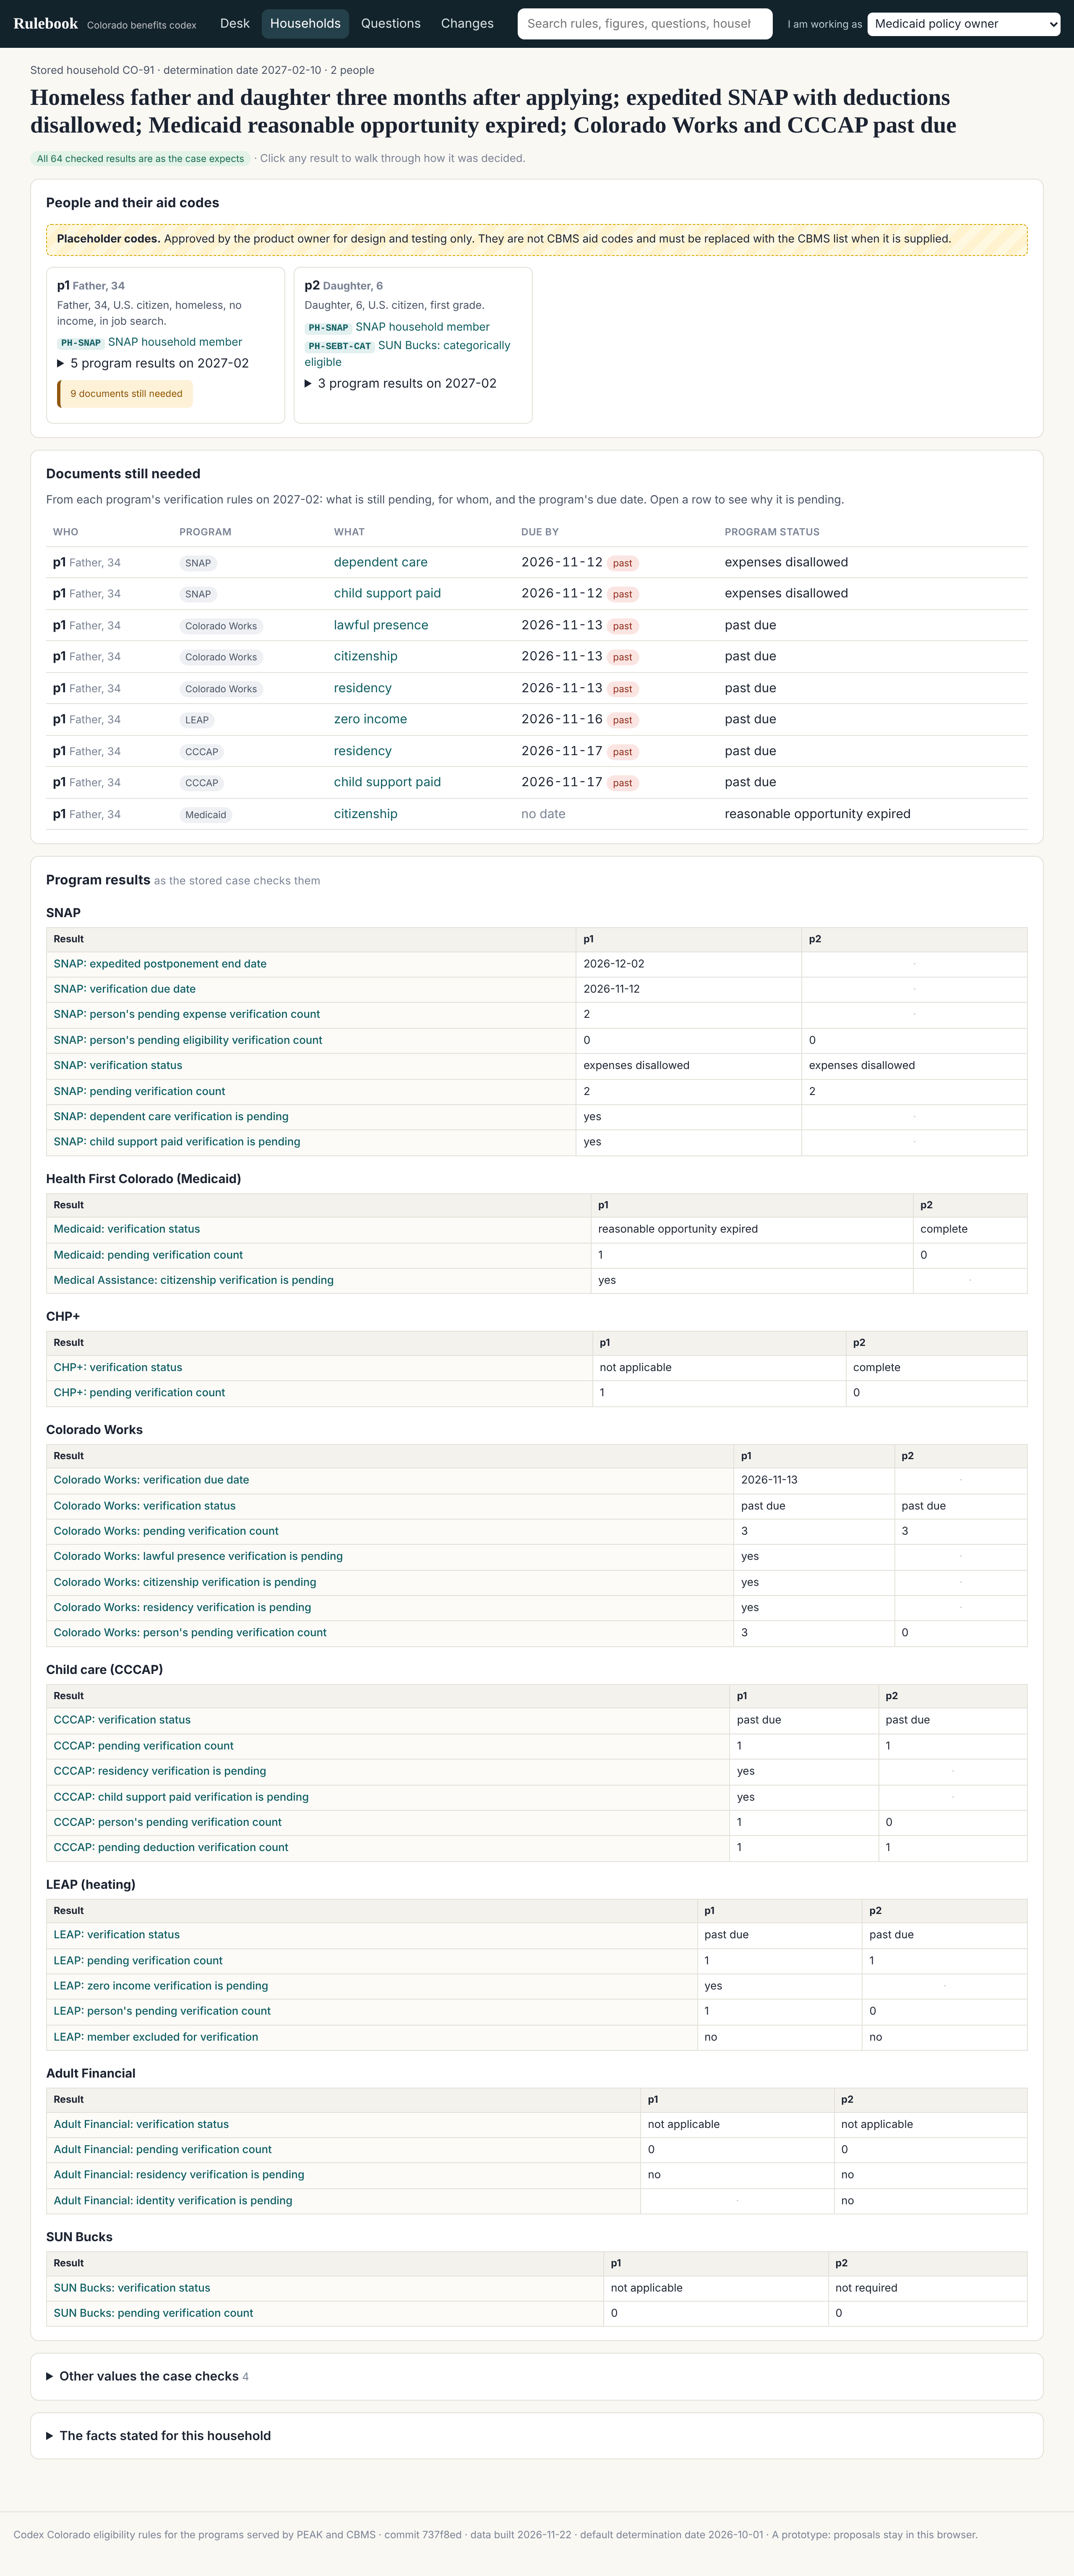 Rulebook Colorado benefits codex Desk Households Questions Changes Search rules, figures, questions, househ I am working as Medicaid policy owner
Stored household CO-91 · determination date 2027-02-10 · 2 people
Homeless father and daughter three months after applying; expedited SNAP with deductions
disallowed; Medicaid reasonable opportunity expired; Colorado Works and CCCAP past due
All 64 checked results are as the case expects · Click any result to walk through how it was decided.
People and their aid codes
Placeholder codes. Approved by the product owner for design and testing only. They are not CBMS aid codes and must be replaced with the CBMS list when it is supplied.
p1 Father, 34
Father, 34, U.S. citizen, homeless, no
income, in job search.
PH-SNAP SNAP household member
▶ 5 program results on 2027-02
9 documents still needed
p2 Daughter, 6
Daughter, 6, U.S. citizen, first grade.
PH-SNAP SNAP household member
PH-SEBT-CAT SUN Bucks: categorically
eligible
▶ 3 program results on 2027-02
Documents still needed
From each program's verification rules on 2027-02: what is still pending, for whom, and the program's due date. Open a row to see why it is pending.
WHO PROGRAM WHAT DUE BY PROGRAM STATUS
p1 Father, 34 SNAP dependent care 2026-11-12 past expenses disallowed
p1 Father, 34 SNAP child support paid 2026-11-12 past expenses disallowed
p1 Father, 34 Colorado Works lawful presence 2026-11-13 past past due
p1 Father, 34 Colorado Works citizenship 2026-11-13 past past due
p1 Father, 34 Colorado Works residency 2026-11-13 past past due
p1 Father, 34 LEAP zero income 2026-11-16 past past due
p1 Father, 34 CCCAP residency 2026-11-17 past past due
p1 Father, 34 CCCAP child support paid 2026-11-17 past past due
p1 Father, 34 Medicaid citizenship no date reasonable opportunity expired
Program results as the stored case checks them
SNAP
Result p1 p2
SNAP: expedited postponement end date 2026-12-02 ·
SNAP: verification due date 2026-11-12 ·
SNAP: person's pending expense verification count 2 ·
SNAP: person's pending eligibility verification count 0 0
SNAP: verification status expenses disallowed expenses disallowed
SNAP: pending verification count 2 2
SNAP: dependent care verification is pending yes ·
SNAP: child support paid verification is pending yes ·
Health First Colorado (Medicaid)
Result p1 p2
Medicaid: verification status reasonable opportunity expired complete
Medicaid: pending verification count 1 0
Medical Assistance: citizenship verification is pending yes ·
CHP+
Result p1 p2
CHP+: verification status not applicable complete
CHP+: pending verification count 1 0
Colorado Works
Result p1 p2
Colorado Works: verification due date 2026-11-13 ·
Colorado Works: verification status past due past due
Colorado Works: pending verification count 3 3
Colorado Works: lawful presence verification is pending yes ·
Colorado Works: citizenship verification is pending yes ·
Colorado Works: residency verification is pending yes ·
Colorado Works: person's pending verification count 3 0
Child care (CCCAP)
Result p1 p2
CCCAP: verification status past due past due
CCCAP: pending verification count 1 1
CCCAP: residency verification is pending yes ·
CCCAP: child support paid verification is pending yes ·
CCCAP: person's pending verification count 1 0
CCCAP: pending deduction verification count 1 1
LEAP (heating)
Result p1 p2
LEAP: verification status past due past due
LEAP: pending verification count 1 1
LEAP: zero income verification is pending yes ·
LEAP: person's pending verification count 1 0
LEAP: member excluded for verification no no
Adult Financial
Result p1 p2
Adult Financial: verification status not applicable not applicable
Adult Financial: pending verification count 0 0
Adult Financial: residency verification is pending no no
Adult Financial: identity verification is pending · no
SUN Bucks
Result p1 p2
SUN Bucks: verification status not applicable not required
SUN Bucks: pending verification count 0 0
▶ Other values the case checks 4
▶ The facts stated for this household
Codex Colorado eligibility rules for the programs served by PEAK and CBMS · commit 737f8ed · data built 2026-11-22 · default determination date 2026-10-01 · A prototype: proposals stay in this browser.